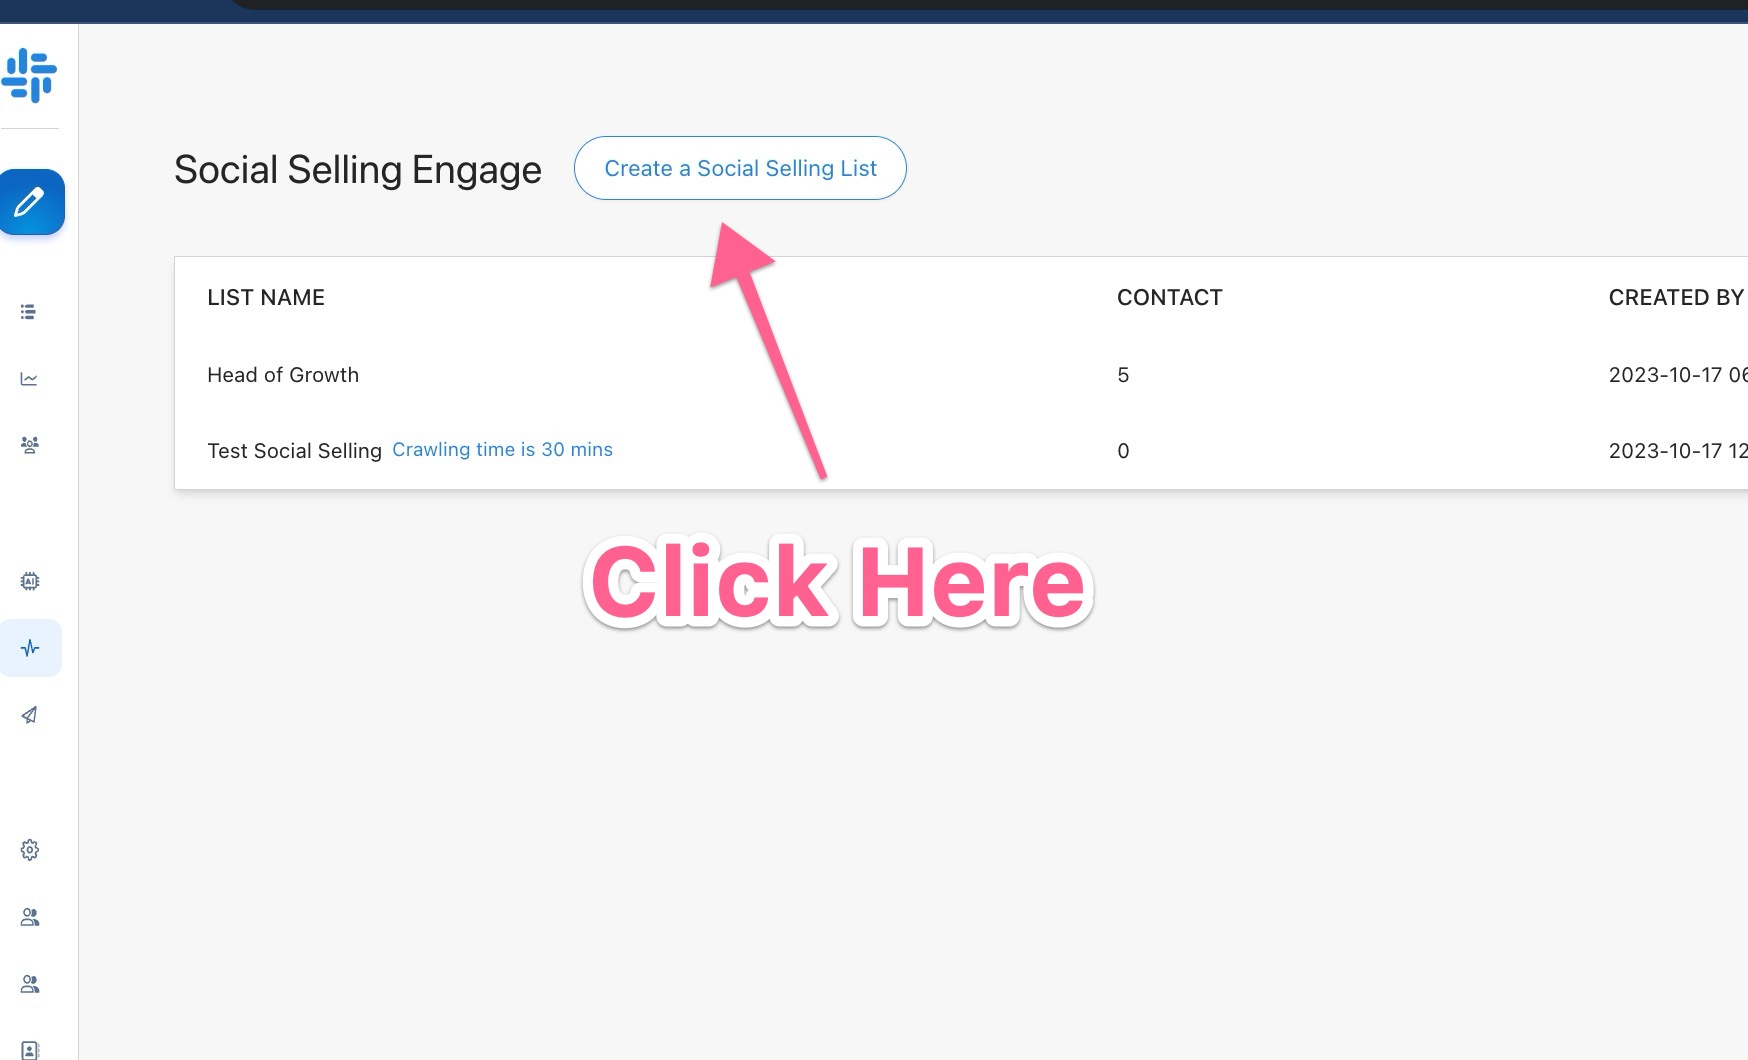 Social Selling Engage
Create a Social Selling List
LIST NAME CONTACT CREATED BY
Head of Growth 5 2023-10-17 06
Test Social Selling Crawling time is 30 mins 0 2023-10-17 12
Click Here
AI